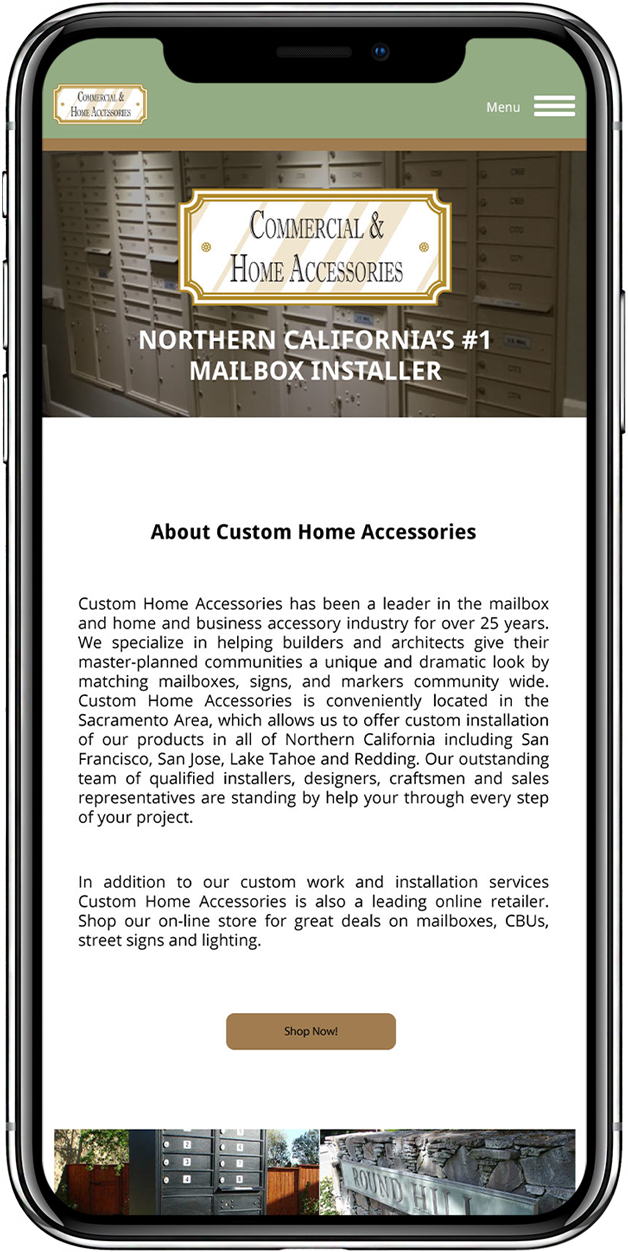 Commercial &
Home Accessories
Menu
Commercial &
Home Accessories
NORTHERN CALIFORNIA’S #1
MAILBOX INSTALLER
About Custom Home Accessories
Custom Home Accessories has been a leader in the mailbox
and home and business accessory industry for over 25 years.
We specialize in helping builders and architects give their
master-planned communities a unique and dramatic look by
matching mailboxes, signs, and markers community wide.
Custom Home Accessories is conveniently located in the
Sacramento Area, which allows us to offer custom installation
of our products in all of Northern California including San
Francisco, San Jose, Lake Tahoe and Redding. Our outstanding
team of qualified installers, designers, craftsmen and sales
representatives are standing by help your through every step
of your project.
In addition to our custom work and installation services
Custom Home Accessories is also a leading online retailer.
Shop our on-line store for great deals on mailboxes, CBUs,
street signs and lighting.
Shop Now!
ROUND HILL